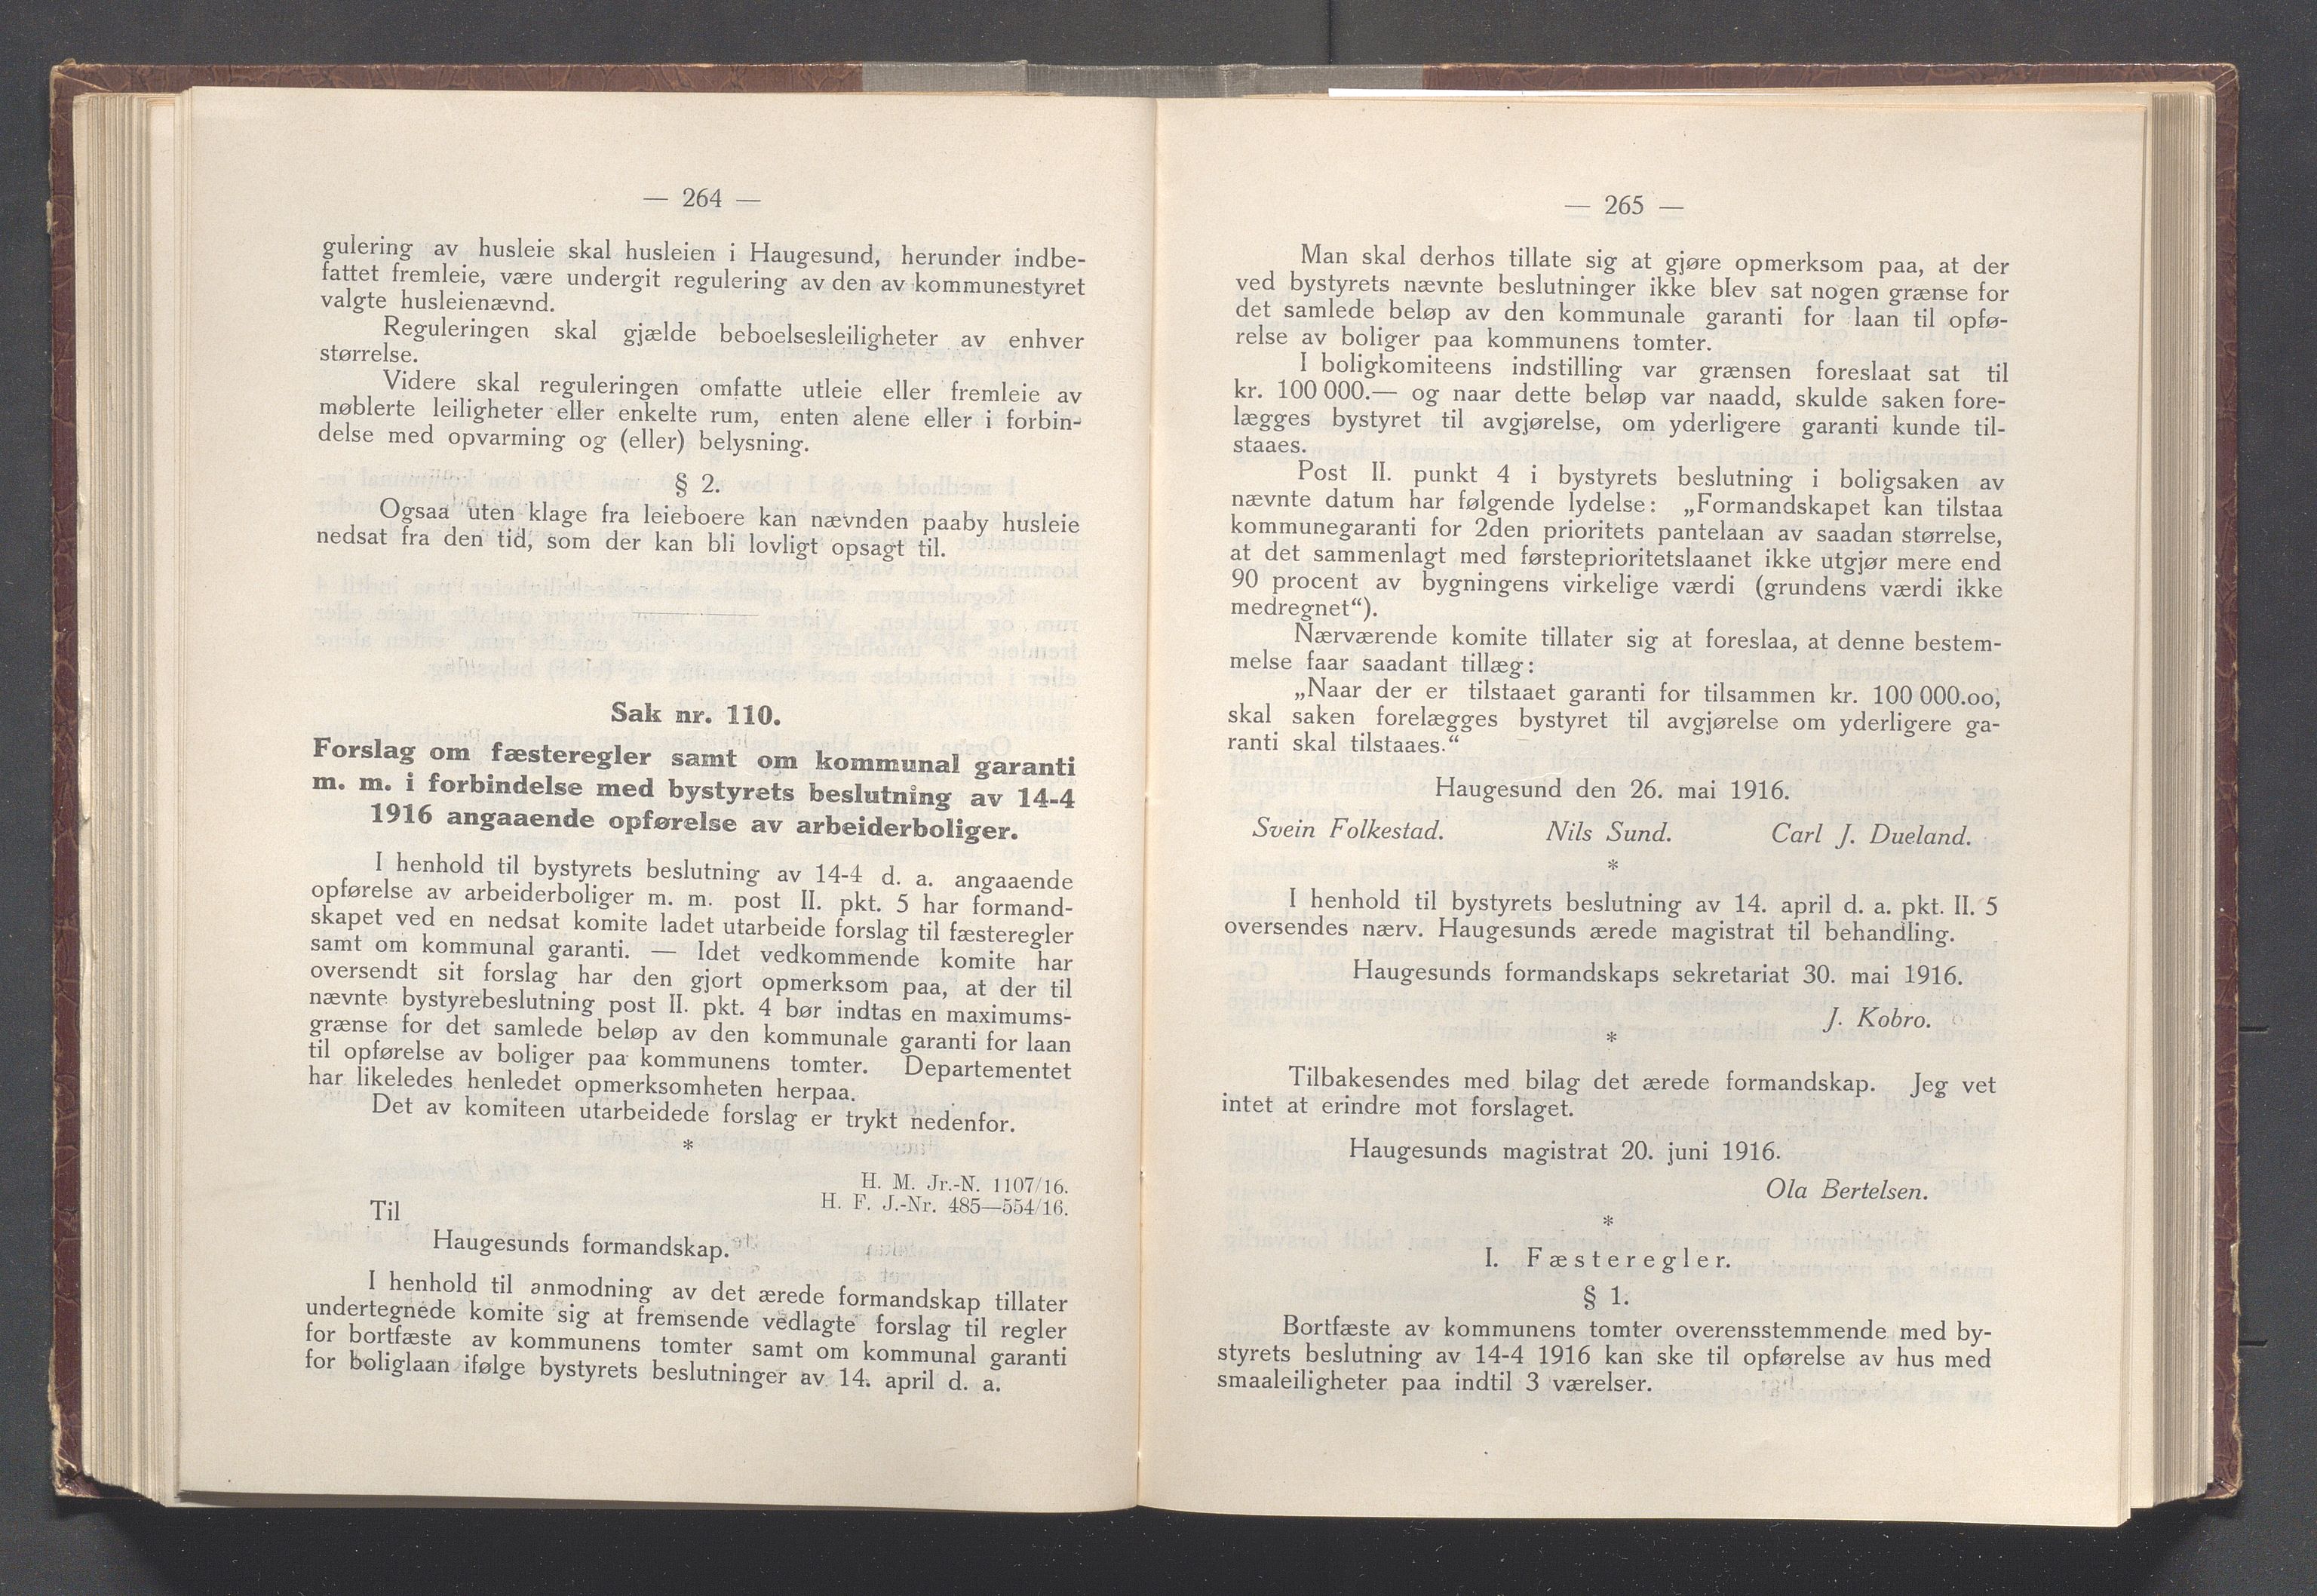 — 264 —
gulering av husleie skal husleien i Haugesund, herunder indbe-
fattet fremleie, være undergit regulering av den av kommunestyret
valgte husleienævnd.
Reguleringen skal gjælde beboelsesleiligheter av enhver
størrelse.
Videre skal reguleringen omfatte utleie eller fremleie av
møblerte leiligheter eller enkelte rum, enten alene eller i forbin-
delse med opvarming og (eller) belysning.
§ 2.
Ogsaa uten klage fra leieboere kan nævnden paaby husleie
nedsat fra den tid, som der kan bli lovligt opsagt til.
Sak nr. 110.
Forslag om fæsteregler samt om kommunal garanti
m. m. i forbindelse med bystyrets beslutning av 14-4
1916 angaaende opførelse av arbeiderboliger.
I henhold til bystyrets beslutning av 14-4 d. a. angaaende
opførelse av arbeiderboliger m. m. post II. pkt. 5 har formand-
skapet ved en nedsat komite ladet utarbeide forslag til fæsteregler
samt om kommunal garanti. — Idet vedkommende komite har
oversendt sit forslag har den gjort opmerksom paa, at der til
nævnte bystyrebeslutning post II. pkt. 4 bør indtas en maximums-
grænse for det samlede beløp av den kommunale garanti for laan
til opførelse av boliger paa kommunens tomter. Departementet
har likeledes henledet opmerksomheten herpaa.
Det av komiteen utarbeidede forslag er trykt nedenfor.
*
H. M. Jr.-N. 1107/16.
H. F. J.-Nr. 485—554/16.
Til
Haugesunds formandskap.
I henhold til anmodning av det ærede formandskap tillater
undertegnede komite sig at fremsende vedlagte forslag til regler
for bortfæste av kommunens tomter samt om kommunal garanti
for boliglaan ifølge bystyrets beslutninger av 14. april d. a.
— 265 —
Man skal derhos tillate sig at gjøre opmerksom paa, at der
ved bystyrets nævnte beslutninger ikke blev sat nogen grænse for
det samlede beløp av den kommunale garanti for laan til opfø-
relse av boliger paa kommunens tomter.
I boligkomiteens indstilling var grænsen foreslaat sat til
kr. 100 000.— og naar dette beløp var naadd, skulde saken fore-
lægges bystyret til avgjørelse, om yderligere garanti kunde til-
staaes.
Post II. punkt 4 i bystyrets beslutning i boligsaken av
nævnte datum har følgende lydelse: „Formandskapet kan tilstaa
kommunegaranti for 2den prioritets pantelaan av saadan størrelse,
at det sammenlagt med førsteprioritetslaanet ikke utgjør mere end
90 procent av bygningens virkelige værdi (grundens værdi ikke
medregnet“).
Nærværende komite tillater sig at foreslaa, at denne bestem-
melse faar saadant tillæg:
„Naar der er tilstaaet garanti for tilsammen kr. 100 000.oo,
skal saken forelægges bystyret til avgjørelse om yderligere ga-
ranti skal tilstaaes.“
Haugesund den 26. mai 1916.
Svein Folkestad. Nils Sund. Carl J. Dueland.
*
I henhold til bystyrets beslutning av 14. april d. a. pkt. II. 5
oversendes nærv. Haugesunds ærede magistrat til behandling.
Haugesunds formandskaps sekretariat 30. mai 1916.
J. Kobro.
*
Tilbakesendes med bilag det ærede formandskap. Jeg vet
intet at erindre mot forslaget.
Haugesunds magistrat 20. juni 1916.
Ola Bertelsen.
*
I. Fæsteregler.
§ 1.
Bortfæste av kommunens tomter overensstemmende med by-
styrets beslutning av 14-4 1916 kan ske til opførelse av hus med
smaaleiligheter paa indtil 3 værelser.